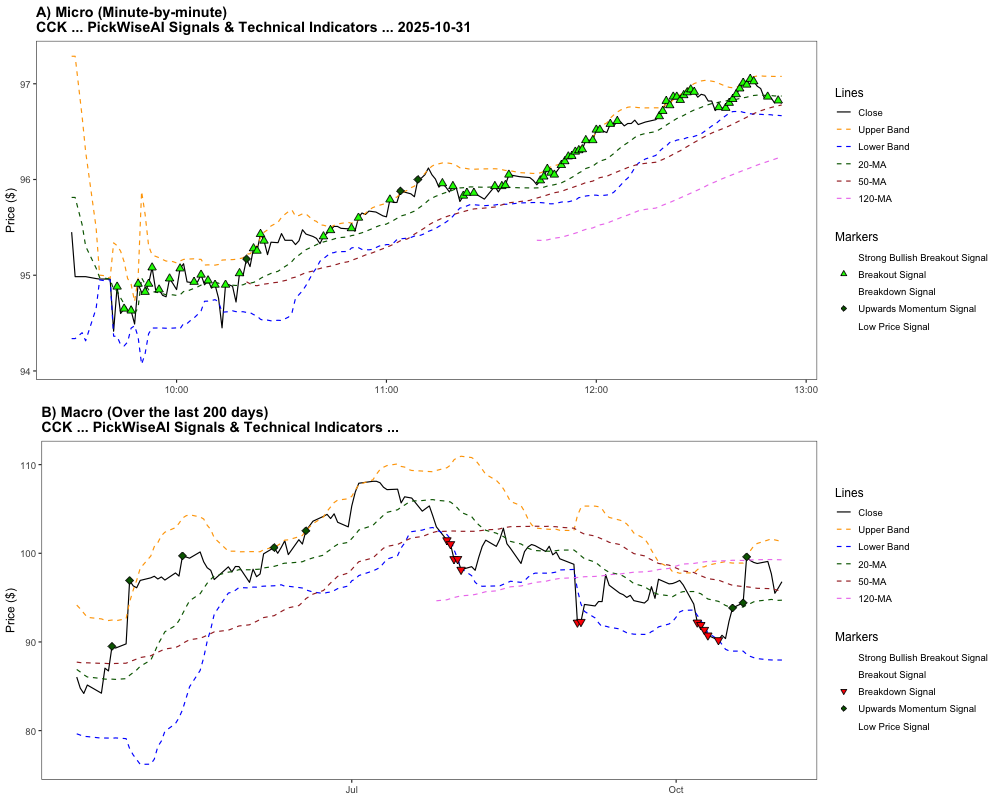 A) Micro (Minute-by-minute)
CCK ... PickWiseAI Signals & Technical Indicators ... 2025-10-31
Price ($)
97
96
95
94
10:00
11:00
12:00
13:00
Lines
Close
Upper Band
Lower Band
20-MA
50-MA
120-MA
Markers
Strong Bullish Breakout Signal
Breakout Signal
Breakdown Signal
Upwards Momentum Signal
Low Price Signal
B) Macro (Over the last 200 days)
CCK ... PickWiseAI Signals & Technical Indicators ...
Price ($)
110
100
90
80
Jul
Oct
Lines
Close
Upper Band
Lower Band
20-MA
50-MA
120-MA
Markers
Strong Bullish Breakout Signal
Breakout Signal
Breakdown Signal
Upwards Momentum Signal
Low Price Signal